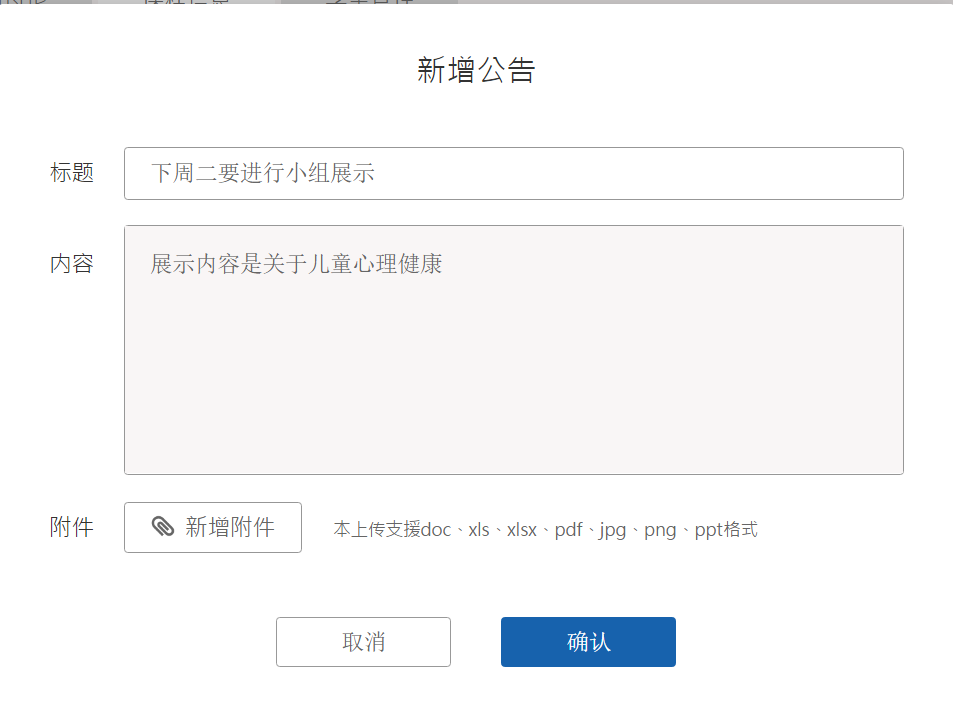 新增公告
标题
下周二要进行小组展示
内容
展示内容是关于儿童心理健康
附件
新增附件
本上传支援doc、xls、xlsx、pdf、jpg、png、ppt格式
取消
确认